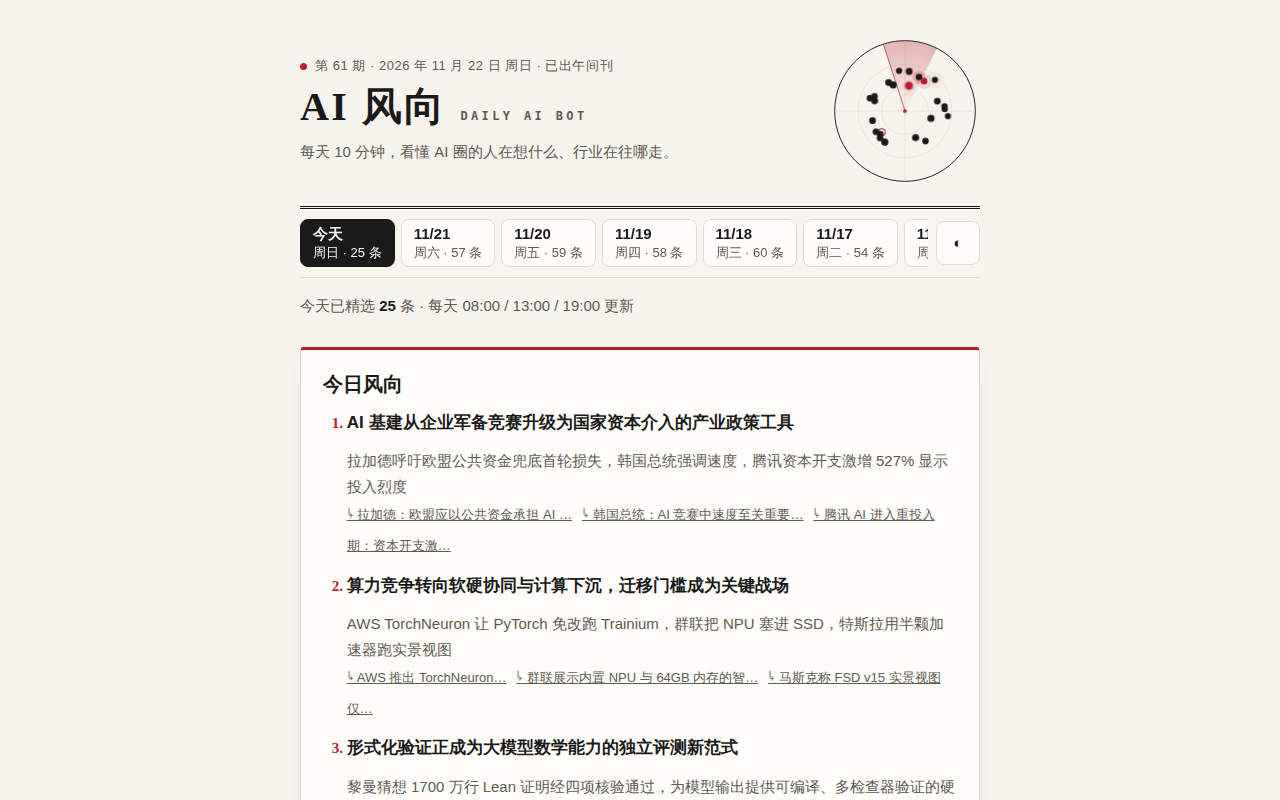 第 61 期 · 2026 年 11 月 22 日 周日 · 已出午间刊
AI 风向 DAILY AI BOT
每天 10 分钟，看懂 AI 圈的人在想什么、行业在往哪走。
今天 11/21 11/20 11/19 11/18 11/17
周日 · 25 条 周六 · 57 条 周五 · 59 条 周四 · 58 条 周三 · 60 条 周二 · 54 条 周
今天已精选 25 条 · 每天 08:00 / 13:00 / 19:00 更新
今日风向
1. AI 基建从企业军备竞赛升级为国家资本介入的产业政策工具
拉加德呼吁欧盟公共资金兜底首轮损失，韩国总统强调速度，腾讯资本开支激增 527% 显示
投入烈度
↳ 拉加德：欧盟应以公共资金承担 AI … ↳ 韩国总统：AI 竞赛中速度至关重要… ↳ 腾讯 AI 进入重投入
期：资本开支激…
2. 算力竞争转向软硬协同与计算下沉，迁移门槛成为关键战场
AWS TorchNeuron 让 PyTorch 免改跑 Trainium，群联把 NPU 塞进 SSD，特斯拉用半颗加
速器跑实景视图
↳ AWS 推出 TorchNeuron… ↳ 群联展示内置 NPU 与 64GB 内存的智… ↳ 马斯克称 FSD v15 实景视图
仅…
3. 形式化验证正成为大模型数学能力的独立评测新范式
黎曼猜想 1700 万行 Lean 证明经四项核验通过，为模型输出提供可编译、多检查器验证的硬